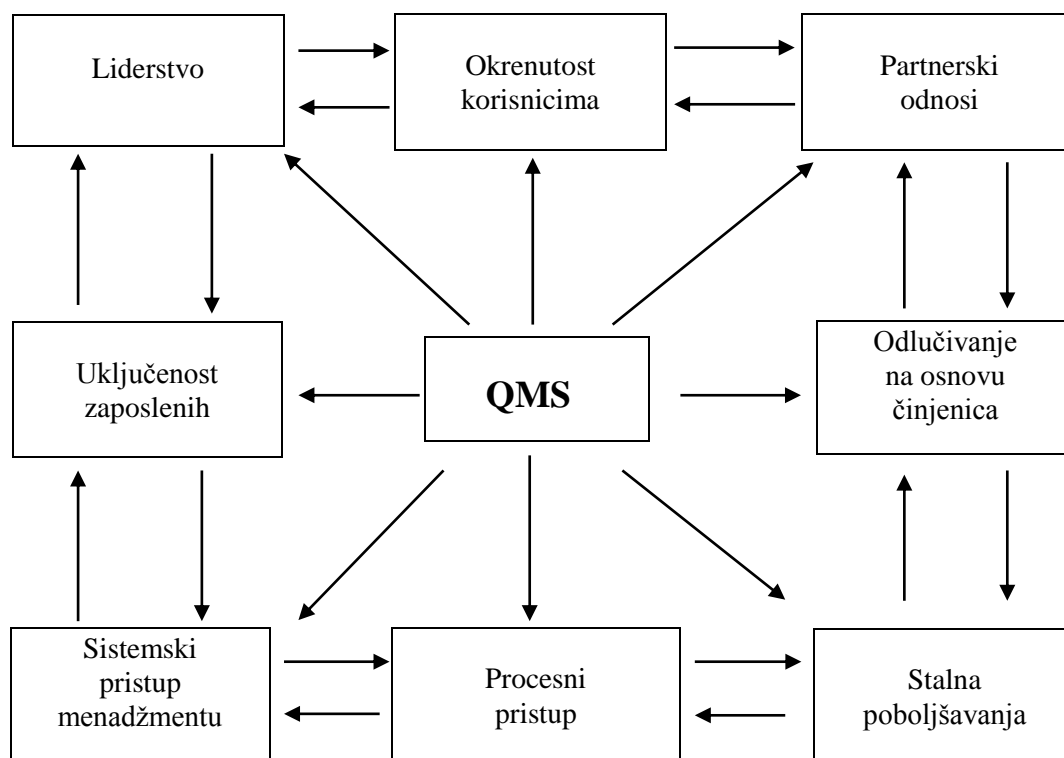 Liderstvo
Okrenutost
korisnicima
Partnerski
odnosi
Uključenost
zaposlenih
QMS
Odlučivanje
na osnovu
činjenica
Sistemski
pristup
menadžmentu
Procesni
pristup
Stalna
poboljšavanja